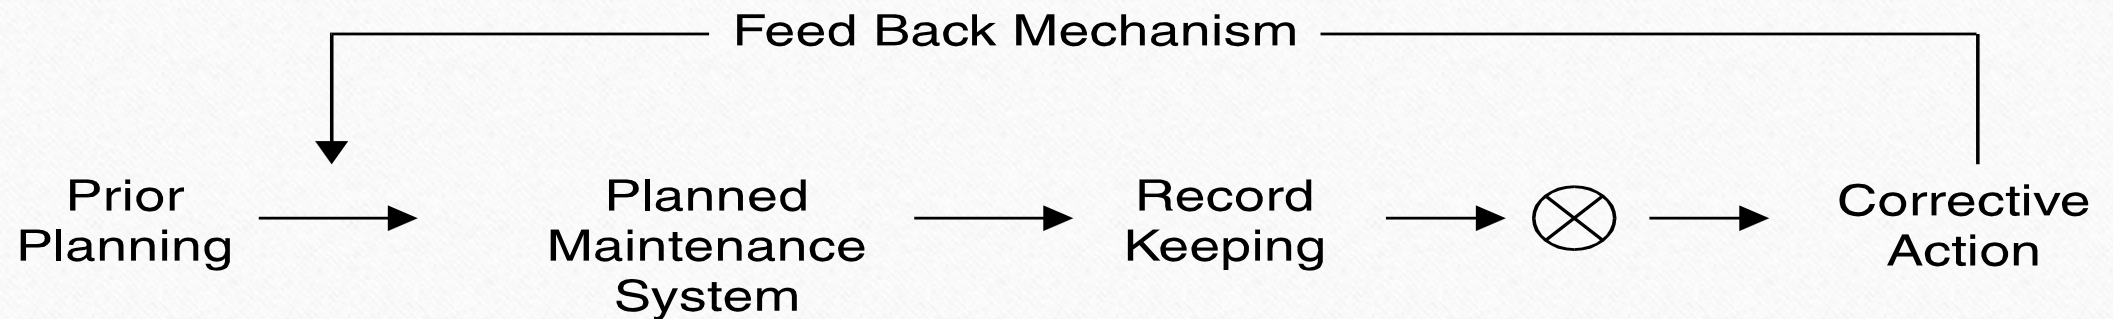 Feed Back Mechanism
Prior
Planning
Planned
Maintenance
System
Record
Keeping
Corrective
Action